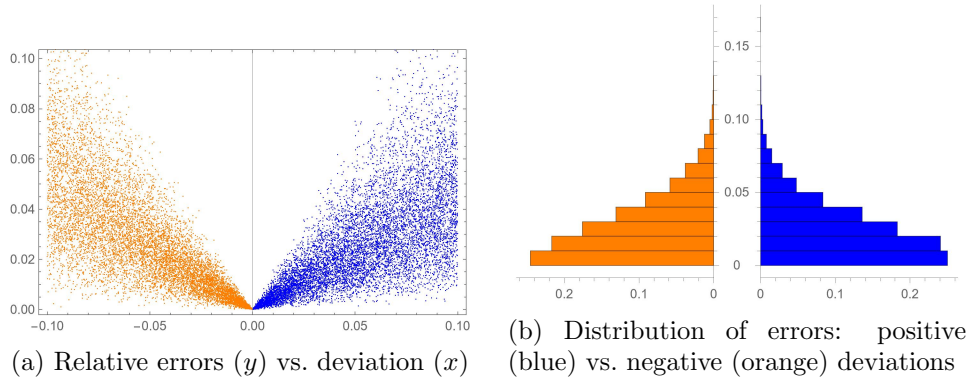 0.10
0.08
0.06
0.04
0.02
0.00
−0.10 −0.05 0.00 0.05 0.10
(a) Relative errors (y) vs. deviation (x)
0.15
0.10
0.05
0
0.2 0.1 0 0 0.1 0.2
(b) Distribution of errors: positive
(blue) vs. negative (orange) deviations